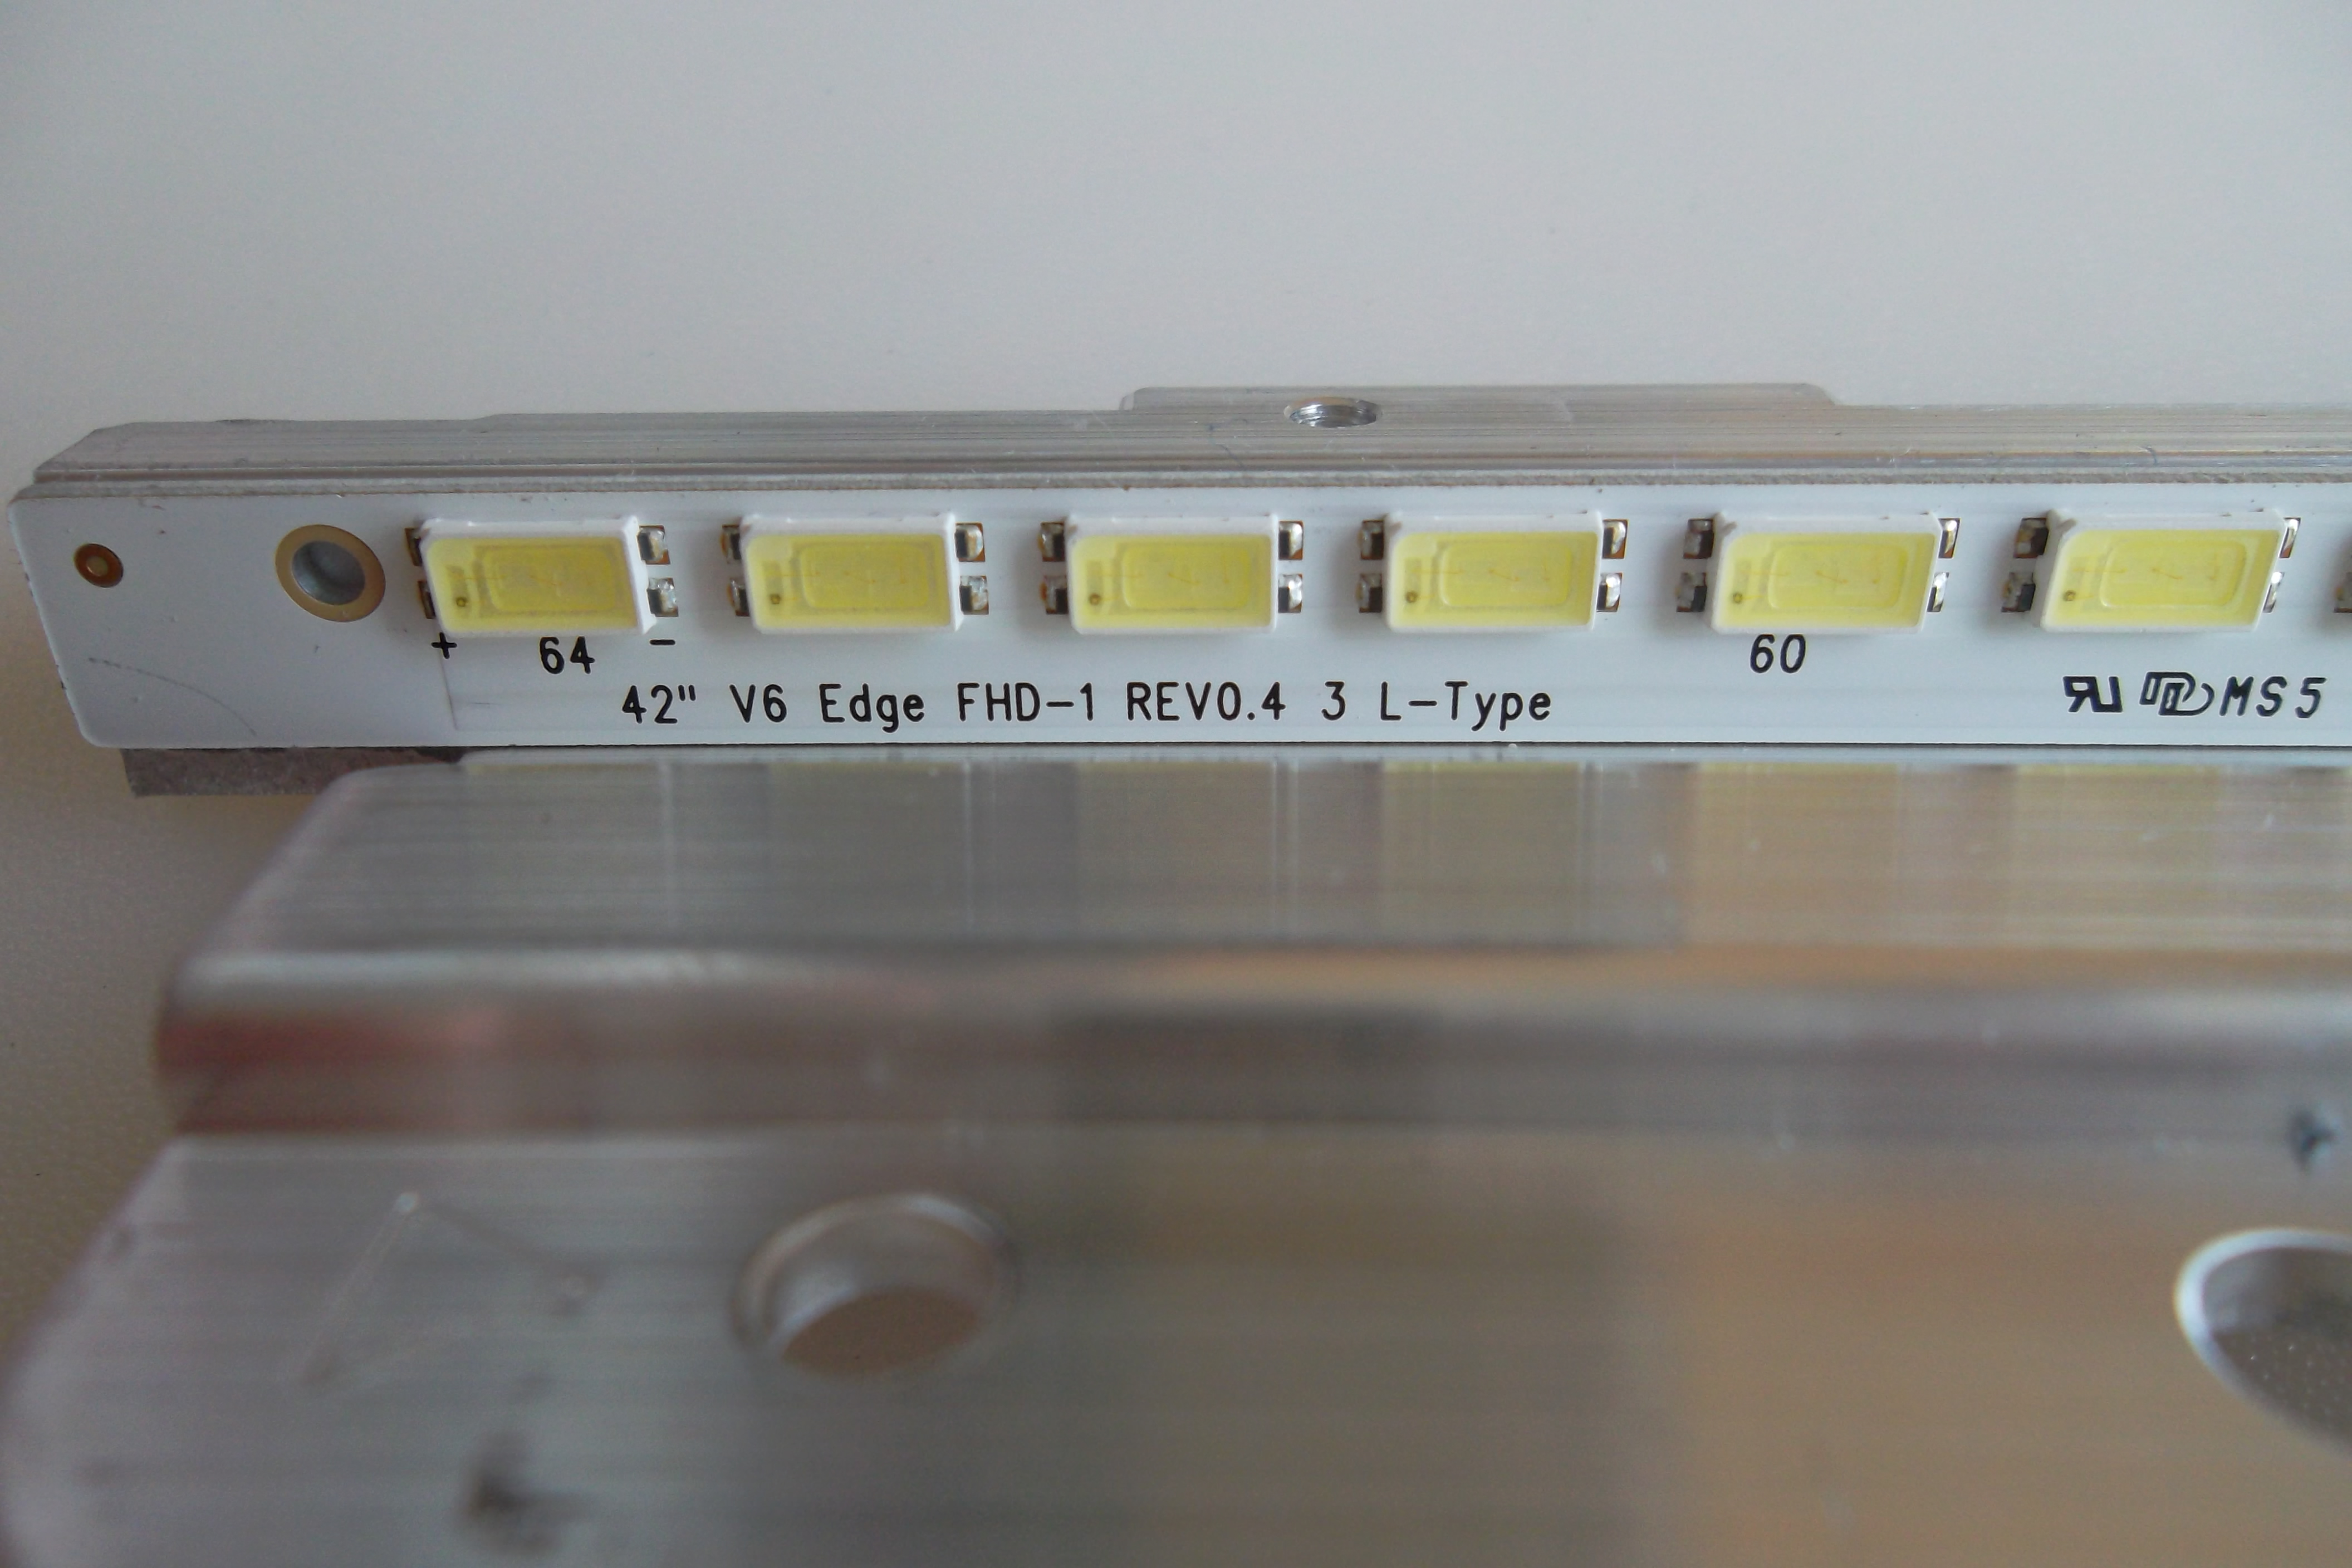 + 64 - 60
42" V6 Edge FHD-1 REV0.4 3 L-Type
MS5